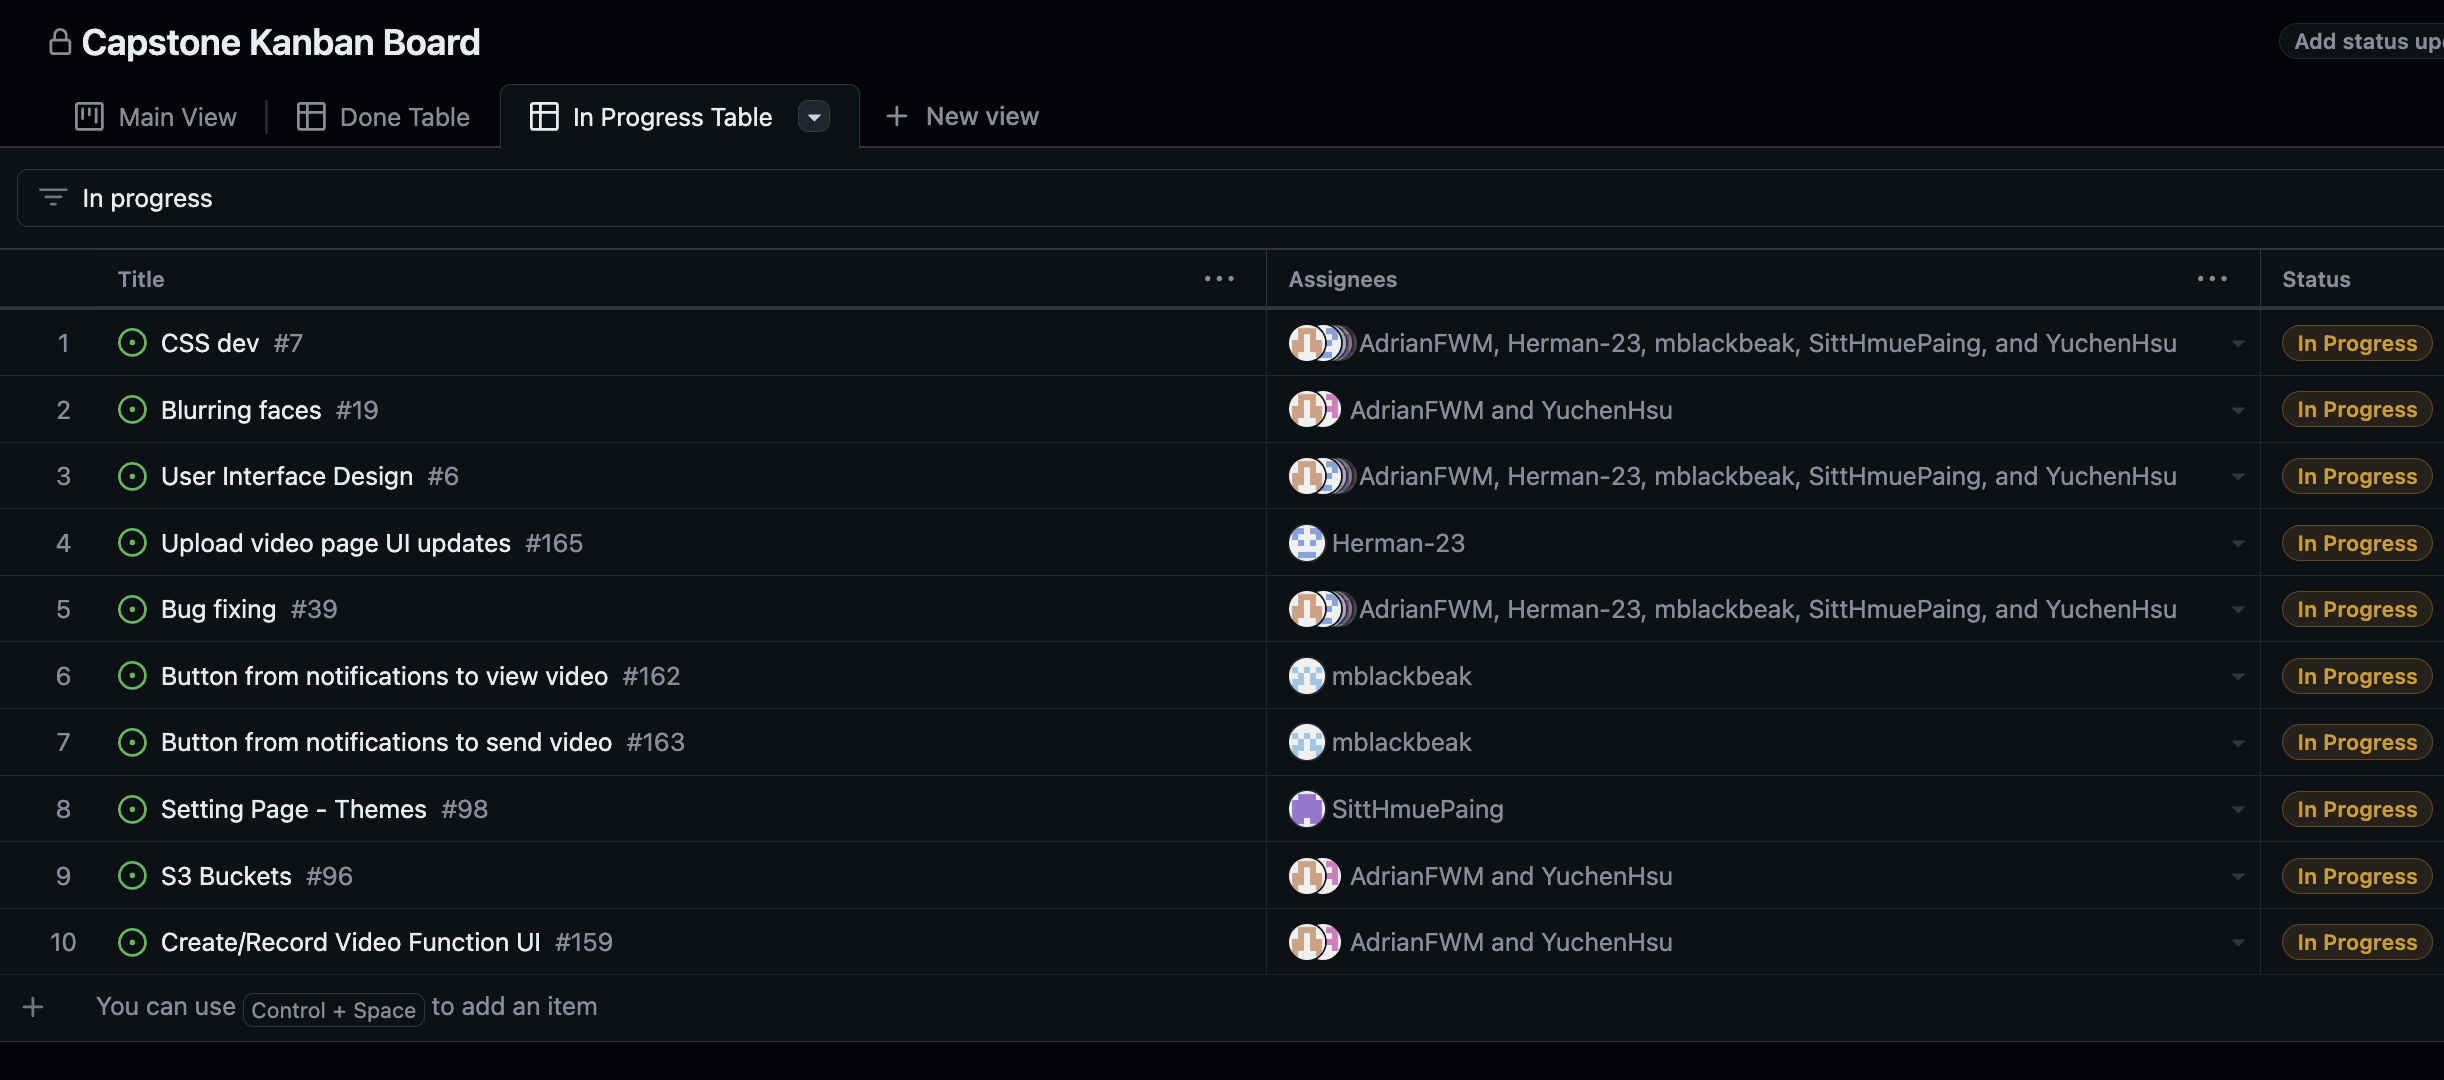 Capstone Kanban Board
Add status up
Main View
Done Table
In Progress Table
New view
In progress
Title
Assignees
Status
1 CSS dev #7 AdrianFWM, Herman-23, mblackbeak, SittHmuePaing, and YuchenHsu In Progress
2 Blurring faces #19 AdrianFWM and YuchenHsu In Progress
3 User Interface Design #6 AdrianFWM, Herman-23, mblackbeak, SittHmuePaing, and YuchenHsu In Progress
4 Upload video page UI updates #165 Herman-23 In Progress
5 Bug fixing #39 AdrianFWM, Herman-23, mblackbeak, SittHmuePaing, and YuchenHsu In Progress
6 Button from notifications to view video #162 mblackbeak In Progress
7 Button from notifications to send video #163 mblackbeak In Progress
8 Setting Page - Themes #98 SittHmuePaing In Progress
9 S3 Buckets #96 AdrianFWM and YuchenHsu In Progress
10 Create/Record Video Function UI #159 AdrianFWM and YuchenHsu In Progress
You can use Control + Space to add an item